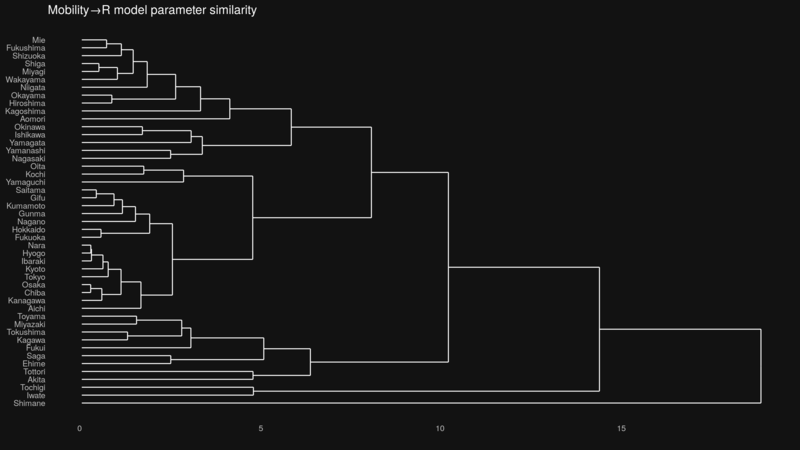 Mobility→R model parameter similarity
Mie
Fukushima
Shizuoka
Shiga
Miyagi
Wakayama
Niigata
Okayama
Hiroshima
Kagoshima
Aomori
Okinawa
Ishikawa
Yamagata
Yamanashi
Nagasaki
Oita
Kochi
Yamaguchi
Saitama
Gifu
Kumamoto
Gunma
Nagano
Hokkaido
Fukuoka
Nara
Hyogo
Ibaraki
Kyoto
Tokyo
Osaka
Chiba
Kanagawa
Aichi
Toyama
Miyazaki
Tokushima
Kagawa
Fukui
Saga
Ehime
Tottori
Akita
Tochigi
Iwate
Shimane
0 5 10 15